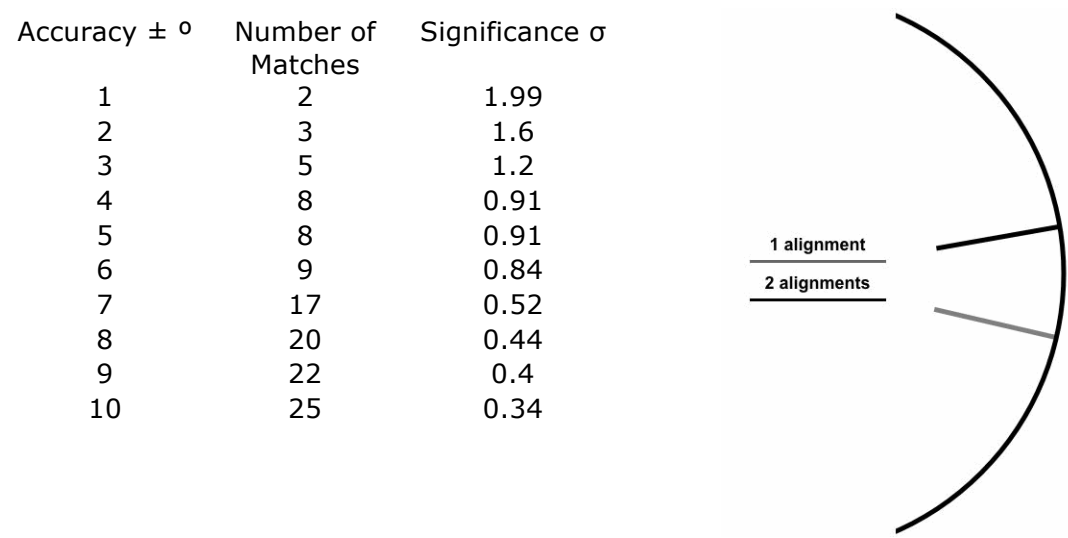 Accuracy ± º Number of Matches Significance σ
1 2 1.99
2 3 1.6
3 5 1.2
4 8 0.91
5 8 0.91
6 9 0.84
7 17 0.52
8 20 0.44
9 22 0.4
10 25 0.34
1 alignment
2 alignments